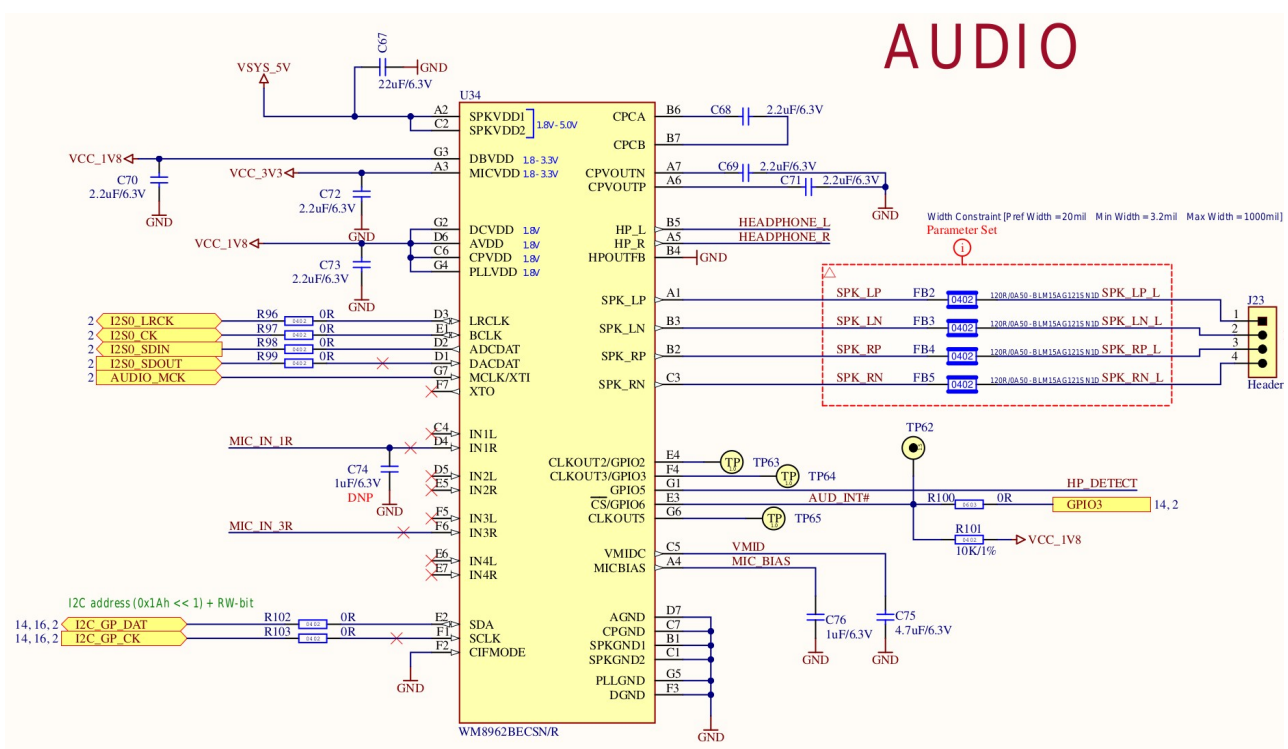 AUDIO
C67
22uF/6.3V
GND
VSYS_5V
U34
A2 SPKVDD1
C2 SPKVDD2
1.8V-5.0V
VCC_1V8
G3 DBVDD 1.8-3.3V
VCC_3V3
A3 MICVDD 1.8-3.3V
C70
2.2uF/6.3V
GND
C72
2.2uF/6.3V
GND
VCC_1V8
G2 DCVDD 1.8V
D6 AVDD 1.8V
C6 CPVDD 1.8V
G4 PLLVDD 1.8V
C73
2.2uF/6.3V
GND
2 I2S0_LRCK R96 0402 0R D3 LRCLK
2 I2S0_CK R97 0402 0R E1 BCLK
2 I2S0_SDIN R98 0402 0R D2 ADCDAT
2 I2S0_SDOUT R99 0402 0R D1 DACDAT
2 AUDIO_MCK G7 MCLK/XTI
F7 XTO
C4 IN1L
MIC_IN_1R D4 IN1R
C74
1uF/6.3V
DNP
GND
D5 IN2L
E5 IN2R
F5 IN3L
MIC_IN_3R F6 IN3R
E6 IN4L
E7 IN4R
I2C address (0x1Ah << 1) + RW-bit
14, 16, 2 I2C_GP_DAT R102 0402 0R E2 SDA
14, 16, 2 I2C_GP_CK R103 0402 0R F1 SCLK
F2 CIFMODE
GND
WM8962BECSN/R
CPCA B6 C68 2.2uF/6.3V
CPCB B7
CPVOUTN A7 C69 2.2uF/6.3V
CPVOUTP A6 C71 2.2uF/6.3V
GND
HP_L B5 HEADPHONE_L
HP_R A5 HEADPHONE_R
HPOUTFB B4 GND
Width Constraint [Pref Width =20mil Min Width =3.2mil Max Width =1000mil]
Parameter Set
i
SPK_LP A1 SPK_LP FB2 0402 120R/0A50 - BLM15AG121SN1D SPK_LP_L
SPK_LN B3 SPK_LN FB3 0402 120R/0A50 - BLM15AG121SN1D SPK_LN_L
SPK_RP B2 SPK_RP FB4 0402 120R/0A50 - BLM15AG121SN1D SPK_RP_L
SPK_RN C3 SPK_RN FB5 0402 120R/0A50 - BLM15AG121SN1D SPK_RN_L
J23
1
2
3
4
Header
TP62
CLKOUT2/GPIO2 E4 TP TP63
CLKOUT3/GPIO3 F4 TP TP64
GPIO5 G1 HP_DETECT
CS/GPIO6 E3 AUD_INT# R100 0603 0R GPIO3 14, 2
CLKOUT5 G6 TP TP65
R101
0402
10K/1%
VCC_1V8
VMIDC C5 VMID
MICBIAS A4 MIC_BIAS
C76
1uF/6.3V
GND
C75
4.7uF/6.3V
GND
AGND D7
CPGND C7
SPKGND1 B1
SPKGND2 C1
PLLGND G5
DGND F3
GND